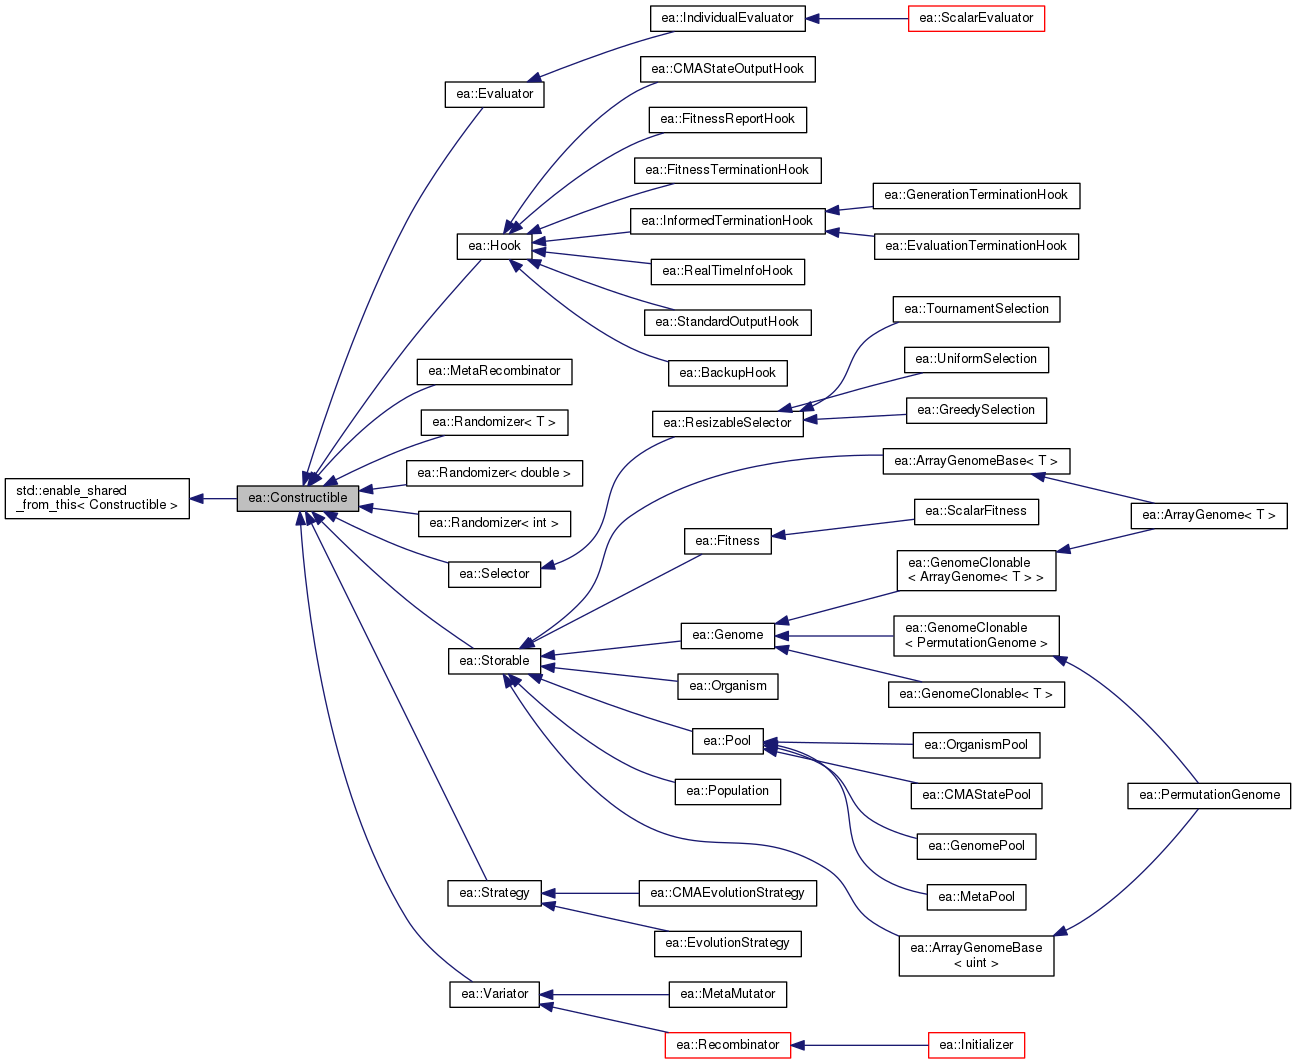 ea::IndividualEvaluator
ea::ScalarEvaluator
ea::CMAStateOutputHook
ea::Evaluator
ea::FitnessReportHook
ea::FitnessTerminationHook
ea::GenerationTerminationHook
ea::InformedTerminationHook
ea::Hook
ea::EvaluationTerminationHook
ea::RealTimeInfoHook
ea::TournamentSelection
ea::StandardOutputHook
ea::UniformSelection
ea::MetaRecombinator
ea::BackupHook
ea::GreedySelection
ea::Randomizer< T >
ea::ResizableSelector
ea::ArrayGenomeBase< T >
ea::Randomizer< double >
std::enable_shared
_from_this< Constructible >
ea::Constructible
ea::ScalarFitness
ea::ArrayGenome< T >
ea::Randomizer< int >
ea::Fitness
ea::GenomeClonable
< ArrayGenome< T > >
ea::Selector
ea::GenomeClonable
< PermutationGenome >
ea::Genome
ea::Storable
ea::Organism
ea::GenomeClonable< T >
ea::Pool
ea::OrganismPool
ea::Population
ea::CMAStatePool
ea::PermutationGenome
ea::GenomePool
ea::Strategy
ea::CMAEvolutionStrategy
ea::MetaPool
ea::EvolutionStrategy
ea::ArrayGenomeBase
< uint >
ea::Variator
ea::MetaMutator
ea::Recombinator
ea::Initializer